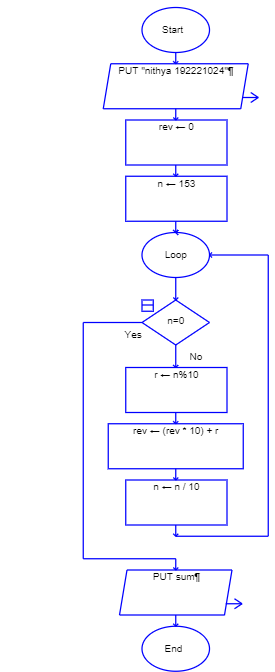 Start
PUT "nithya 192221024"¶
rev ← 0
n ← 153
Loop
n=0
Yes
No
r ← n%10
rev ← (rev * 10) + r
n ← n / 10
PUT sum¶
End